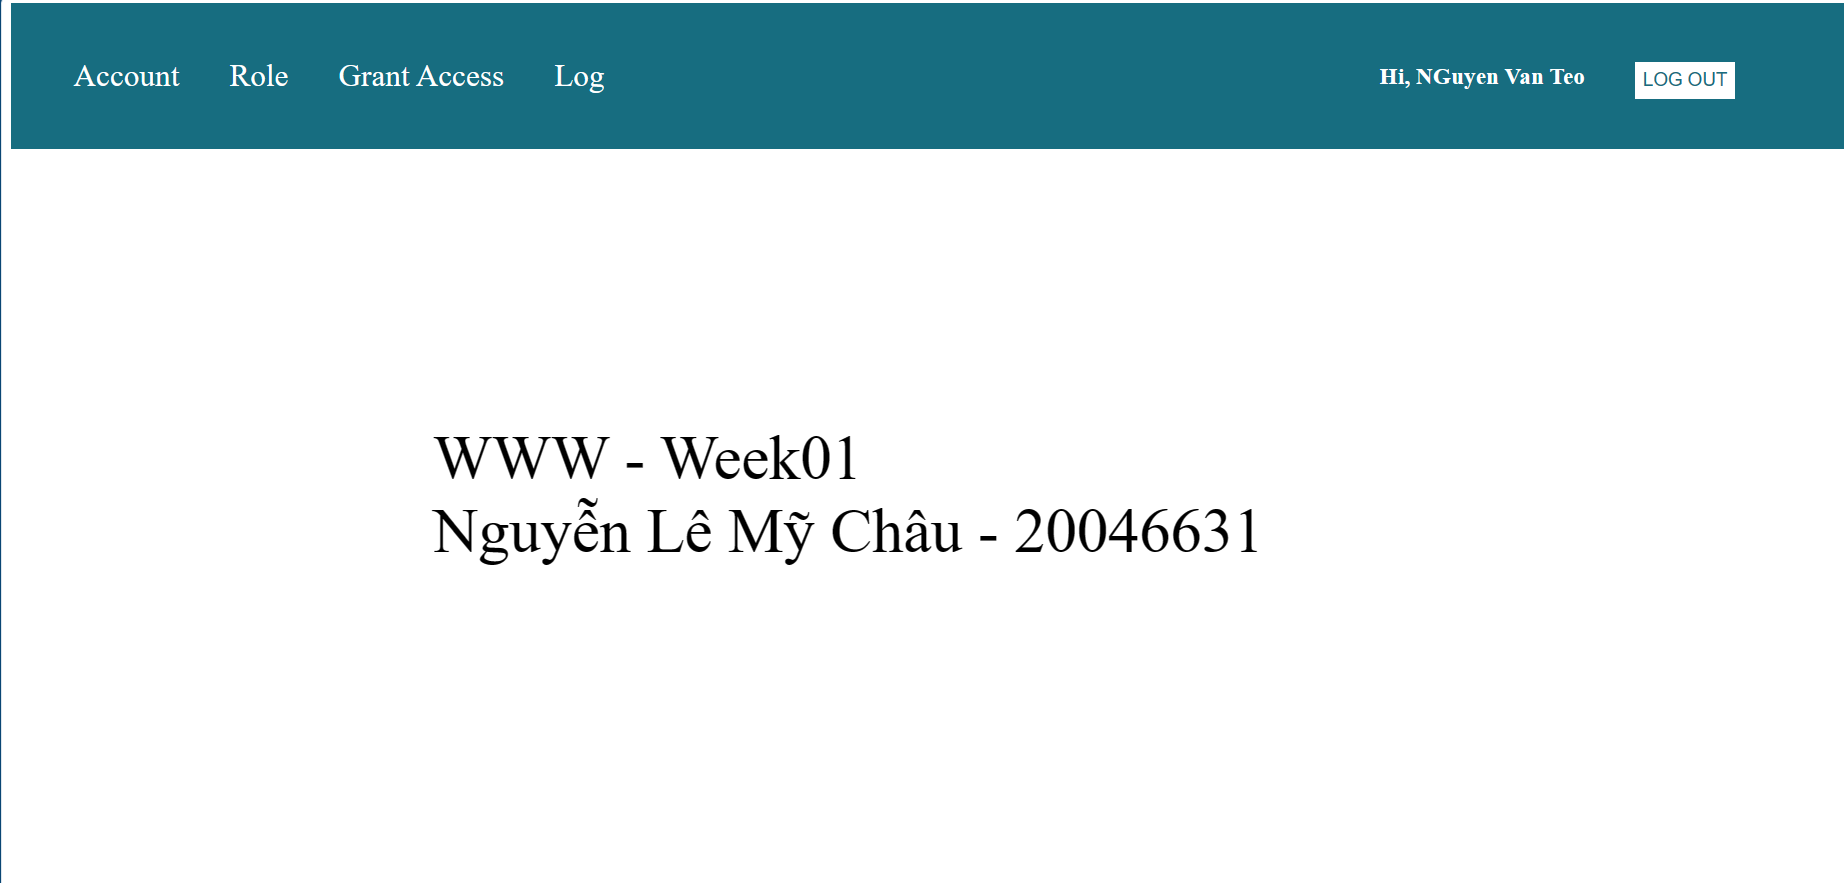 Account Role Grant Access Log Hi, NGuyen Van Teo LOG OUT
WWW - Week01
Nguyễn Lê Mỹ Châu - 20046631